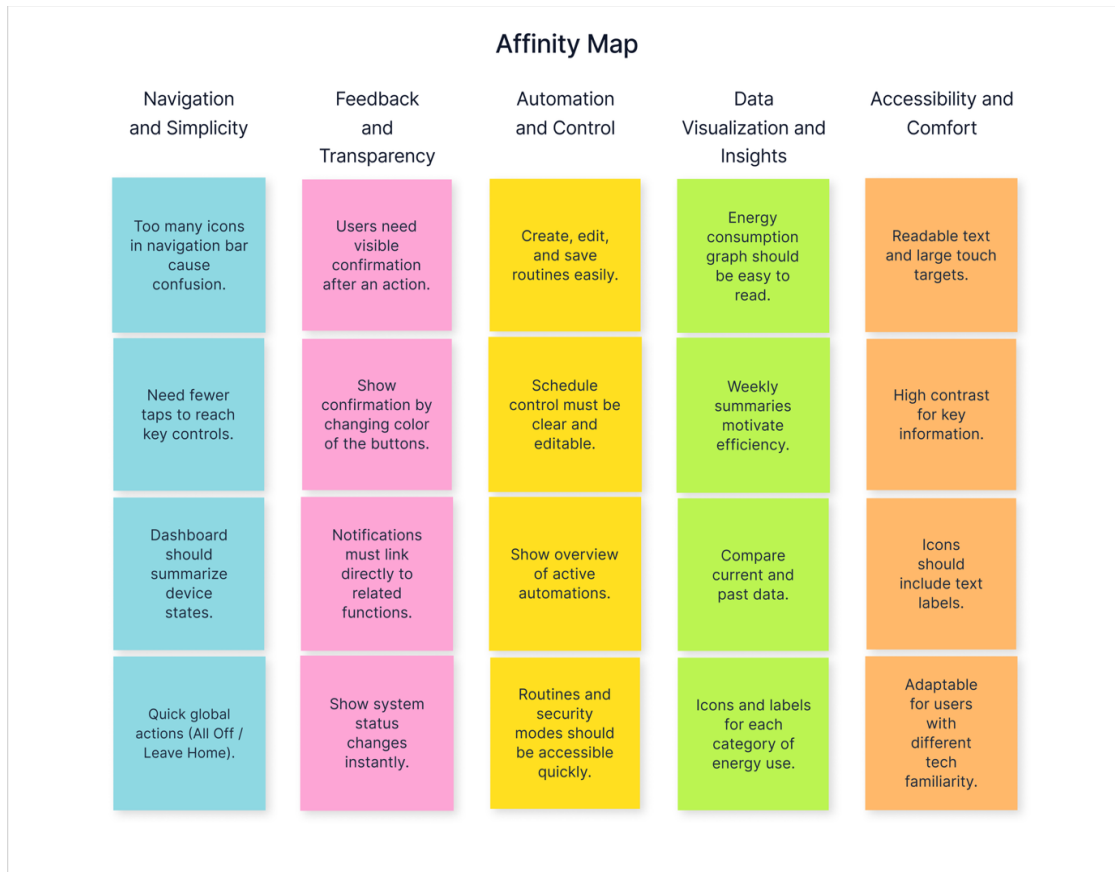 Affinity Map
Navigation
and Simplicity
Feedback
and
Transparency
Automation
and Control
Data
Visualization and
Insights
Accessibility and
Comfort
Too many icons
in navigation bar
cause
confusion.
Need fewer
taps to reach
key controls.
Dashboard
should
summarize
device
states.
Quick global
actions (All Off /
Leave Home).
Users need
visible
confirmation
after an action.
Show
confirmation by
changing color
of the buttons.
Notifications
must link
directly to
related
functions.
Show system
status
changes
instantly.
Create, edit,
and save
routines easily.
Schedule
control must be
clear and
editable.
Show overview
of active
automations.
Routines and
security
modes should
be accessible
quickly.
Energy
consumption
graph should
be easy to
read.
Weekly
summaries
motivate
efficiency.
Compare
current and
past data.
Icons and labels
for each
category of
energy use.
Readable text
and large touch
targets.
High contrast
for key
information.
Icons
should
include text
labels.
Adaptable
for users
with
different
tech
familiarity.